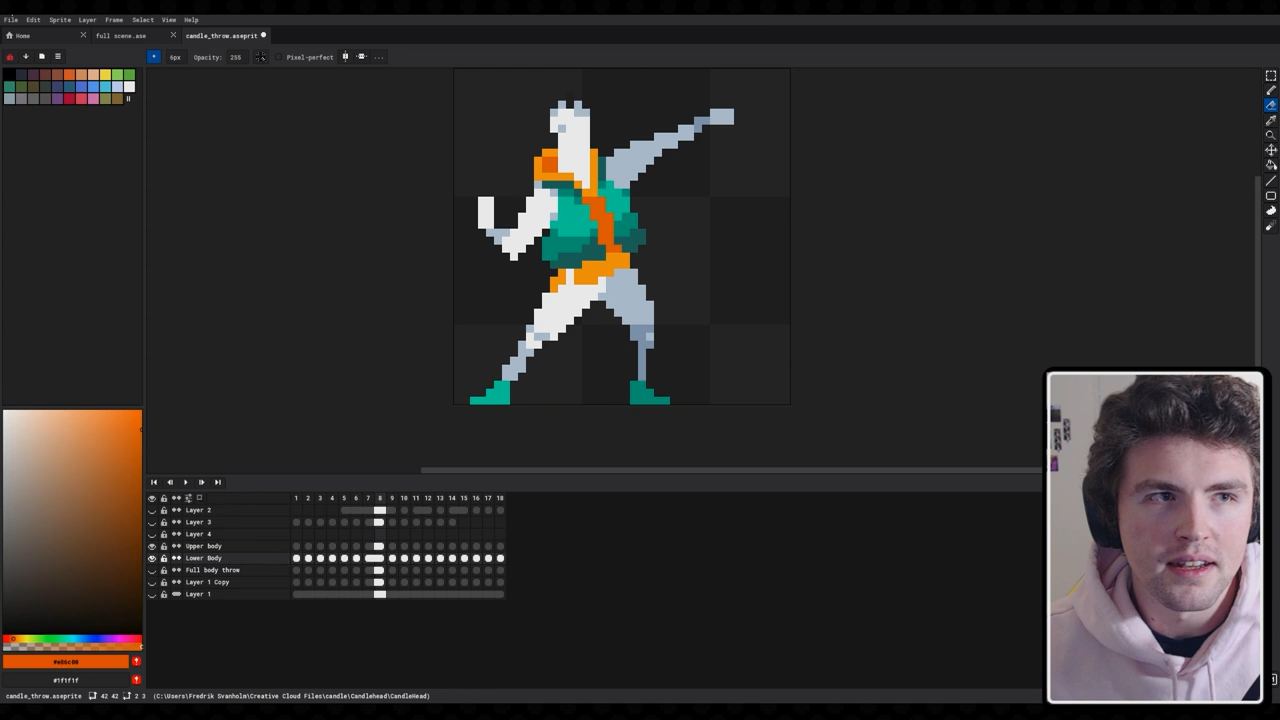 File Edit Sprite Layer Frame Select View Help
Home full scene.ase candle_throw.aseprit
6px Opacity: 255 Pixel-perfect ...
1 2 3 4 5 6 7 8 9 10 11 12 13 14 15 16 17 18
Layer 2
Layer 3
Layer 4
Upper body
Lower Body
Full body throw
Layer 1 Copy
Layer 1
#e86c00
#1f1f1f
candle_throw.aseprite 42 42 2 3 (C:\Users\Fredrik Svanholm\Creative Cloud Files\candle\Candlehead\CandleHead)